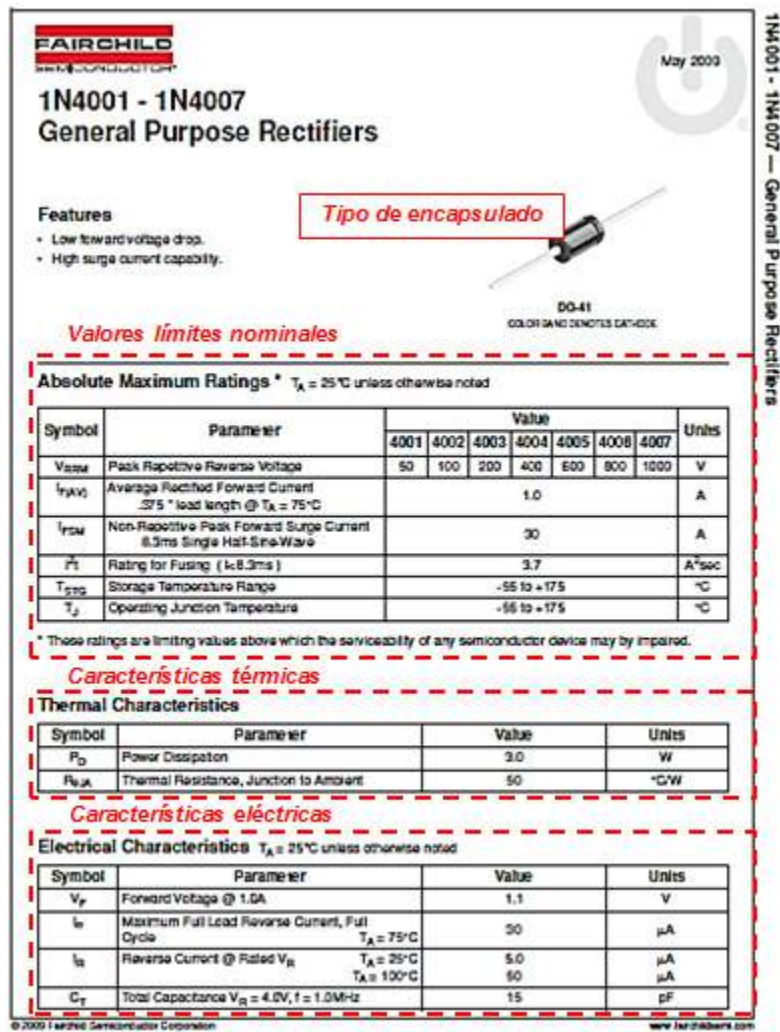 FAIRCHILD
SEMICONDUCTOR®
May 2009
1N4001 - 1N4007
General Purpose Rectifiers
Features
• Low forward voltage drop.
• High surge current capability.
Tipo de encapsulado
DO-41
COLOR BAND DENOTES CATHODE
Valores límites nominales
Absolute Maximum Ratings * TA = 25°C unless otherwise noted
Symbol Parameter Value Units
4001 4002 4003 4004 4005 4006 4007
VRRM Peak Repetitive Reverse Voltage 50 100 200 400 600 800 1000 V
IF(AV) Average Rectified Forward Current
.375 " lead length @ TA = 75°C 1.0 A
IFSM Non-Repetitive Peak Forward Surge Current
8.3ms Single Half-Sine-Wave 30 A
I²t Rating for Fusing ( t<8.3ms ) 3.7 A²sec
TSTG Storage Temperature Range -55 to +175 °C
TJ Operating Junction Temperature -55 to +175 °C
* These ratings are limiting values above which the serviceability of any semiconductor device may by impaired.
Características térmicas
Thermal Characteristics
Symbol Parameter Value Units
PD Power Dissipation 3.0 W
RθJA Thermal Resistance, Junction to Ambient 50 °C/W
Características eléctricas
Electrical Characteristics TA = 25°C unless otherwise noted
Symbol Parameter Value Units
VF Forward Voltage @ 1.0A 1.1 V
Maximum Full Load Reverse Current, Full
Cycle TA = 75°C 30 μA
IR Reverse Current @ Rated VR TA = 25°C 5.0 μA
TA = 100°C 50 μA
CT Total Capacitance VR = 4.0V, f = 1.0MHz 15 pF
© 2009 Fairchild Semiconductor Corporation www.fairchildsemi.com
1N4001 - 1N4007 — General Purpose Rectifiers